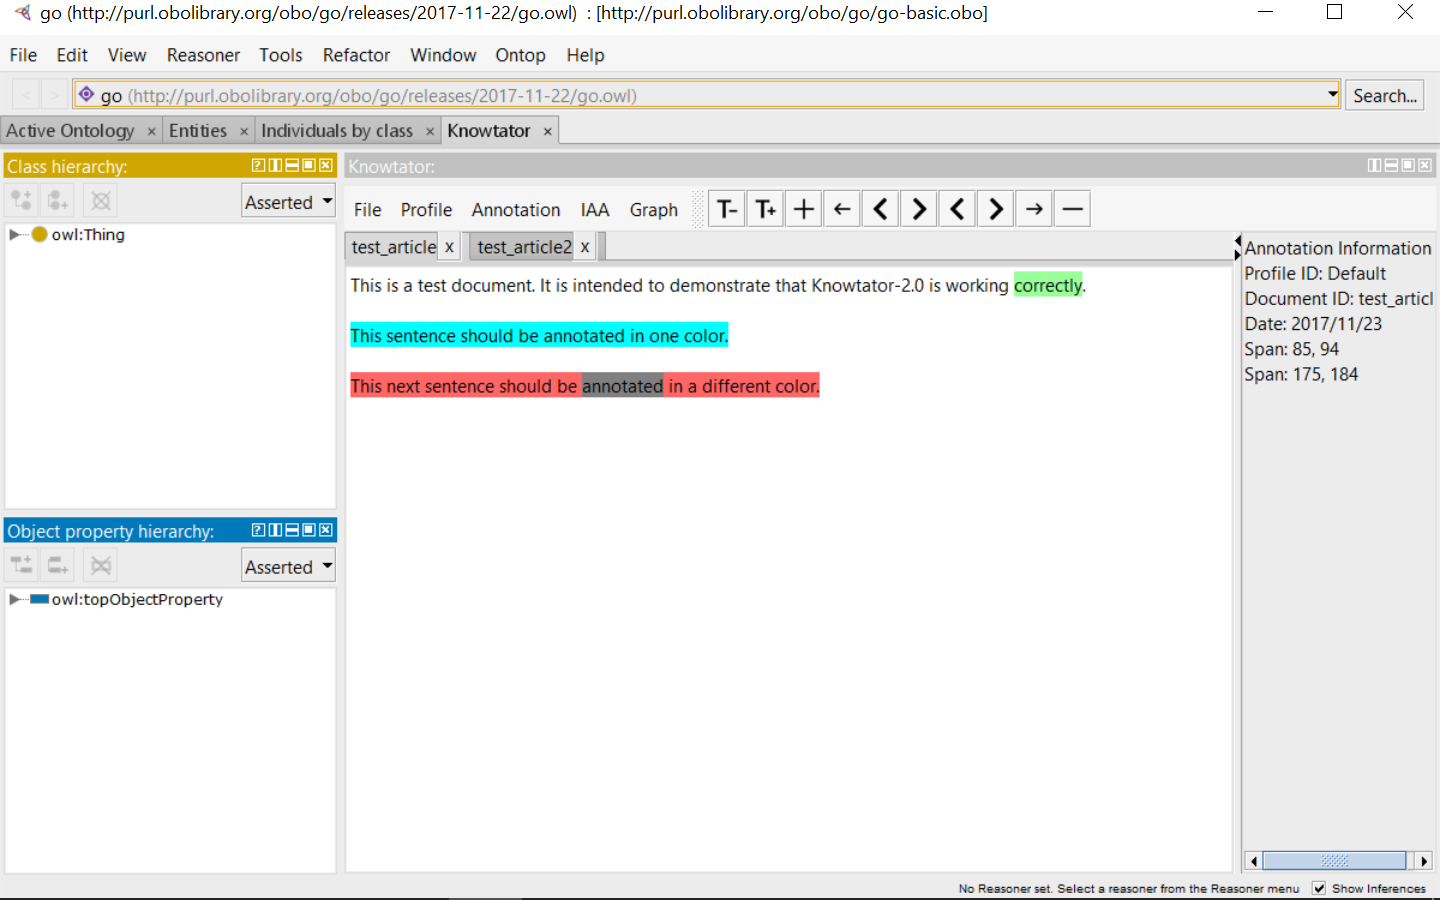 go (http://purl.obolibrary.org/obo/go/releases/2017-11-22/go.owl) : [http://purl.obolibrary.org/obo/go/go-basic.obo]
File Edit View Reasoner Tools Refactor Window Ontop Help
< > go (http://purl.obolibrary.org/obo/go/releases/2017-11-22/go.owl) Search...
Active Ontology × Entities × Individuals by class × Knowtator ×
Class hierarchy:
Asserted
owl:Thing
Object property hierarchy:
Asserted
owl:topObjectProperty
Knowtator:
File Profile Annotation IAA Graph T- T+ + ← < > < > → —
test_article x test_article2 x
This is a test document. It is intended to demonstrate that Knowtator-2.0 is working correctly.
This sentence should be annotated in one color.
This next sentence should be annotated in a different color.
Annotation Information
Profile ID: Default
Document ID: test_articl
Date: 2017/11/23
Span: 85, 94
Span: 175, 184
No Reasoner set. Select a reasoner from the Reasoner menu Show Inferences